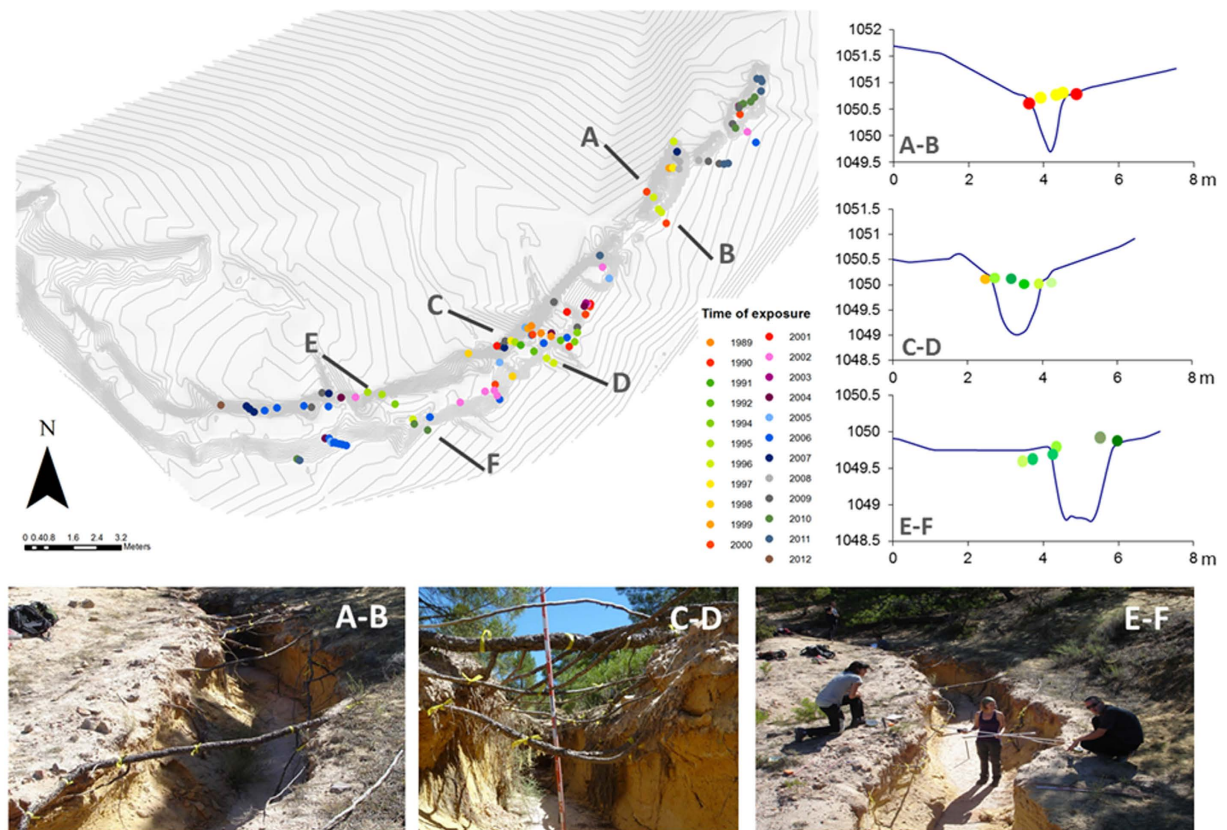 A
B
C
D
E
F
N
0 0.40.8 1.6 2.4 3.2
Meters
Time of exposure
1989
1990
1991
1992
1994
1995
1996
1997
1998
1999
2000
2001
2002
2003
2004
2005
2006
2007
2008
2009
2010
2011
2012
1052
1051.5
1051
1050.5
1050
1049.5
A-B
0 2 4 6 8 m
1051.5
1051
1050.5
1050
1049.5
1049
1048.5
C-D
0 2 4 6 8 m
1050
1049.5
1049
1048.5
E-F
0 2 4 6 8 m
A-B
C-D
E-F